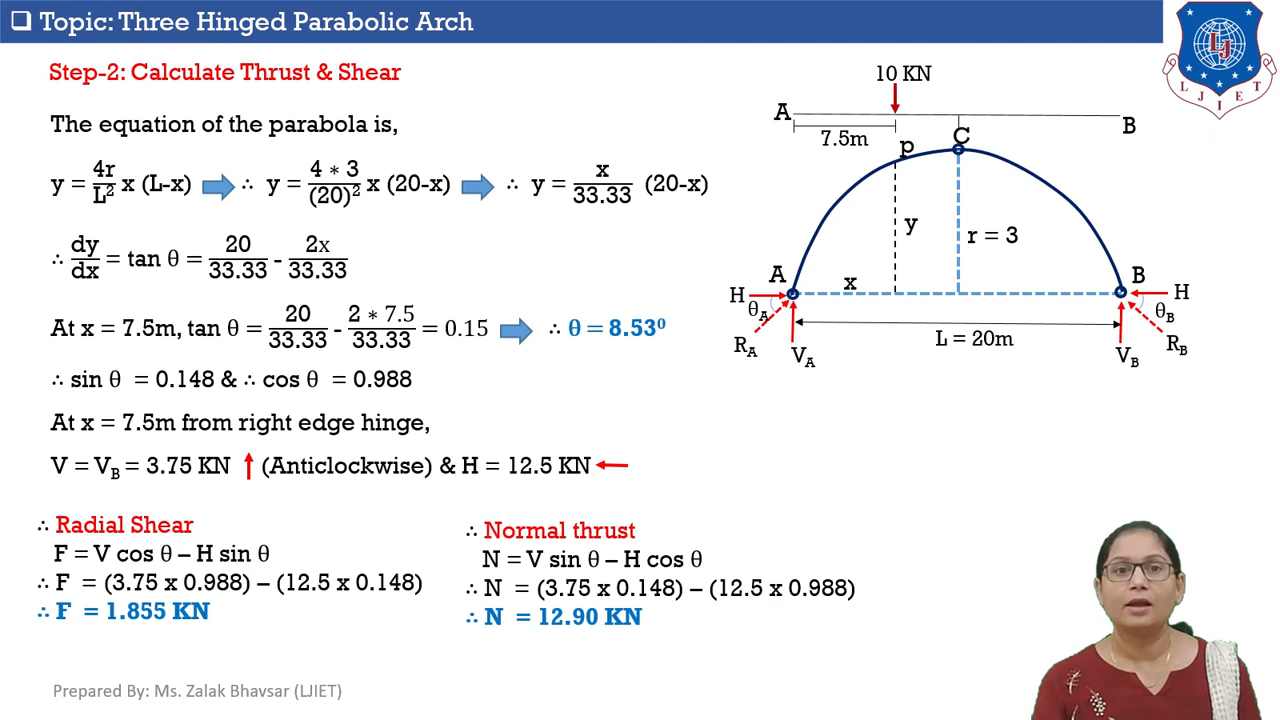 ❑ Topic: Three Hinged Parabolic Arch
Step-2: Calculate Thrust & Shear
The equation of the parabola is,
y = 4r/L² x (L-x) ∴ y = 4 * 3/(20)² x (20-x) ∴ y = x/33.33 (20-x)
∴ dy/dx = tan θ = 20/33.33 - 2x/33.33
At x = 7.5m, tan θ = 20/33.33 - 2 * 7.5/33.33 = 0.15 ∴ θ = 8.53⁰
∴ sin θ = 0.148 & ∴ cos θ = 0.988
At x = 7.5m from right edge hinge,
V = V_B = 3.75 KN ↑ (Anticlockwise) & H = 12.5 KN ←
∴ Radial Shear
F = V cos θ – H sin θ
∴ F = (3.75 x 0.988) – (12.5 x 0.148)
∴ F = 1.855 KN
∴ Normal thrust
N = V sin θ – H cos θ
∴ N = (3.75 x 0.148) – (12.5 x 0.988)
∴ N = 12.90 KN
10 KN
A
B
7.5m
C
p
y
r = 3
A
x
B
H
H
θ_A
θ_B
R_A
V_A
L = 20m
V_B
R_B
LJ
L J I E T
Prepared By: Ms. Zalak Bhavsar (LJIET)